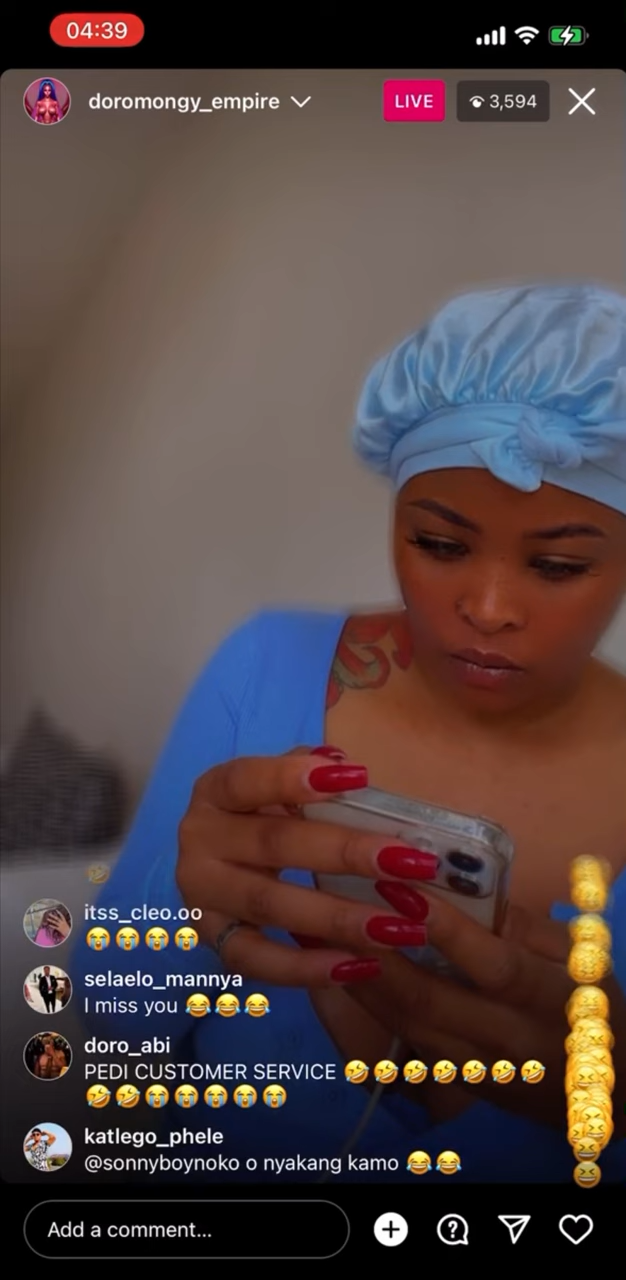 04:39
doromongy_empire
LIVE
3,594
itss_cleo.oo
😭😭😭😭
selaelo_mannya
I miss you 😂😂😂
doro_abi
PEDI CUSTOMER SERVICE 🤣🤣🤣🤣🤣🤣🤣
🤣🤣😭😭😭😭😭
katlego_phele
@sonnyboynoko o nyakang kamo 😂😂
Add a comment...